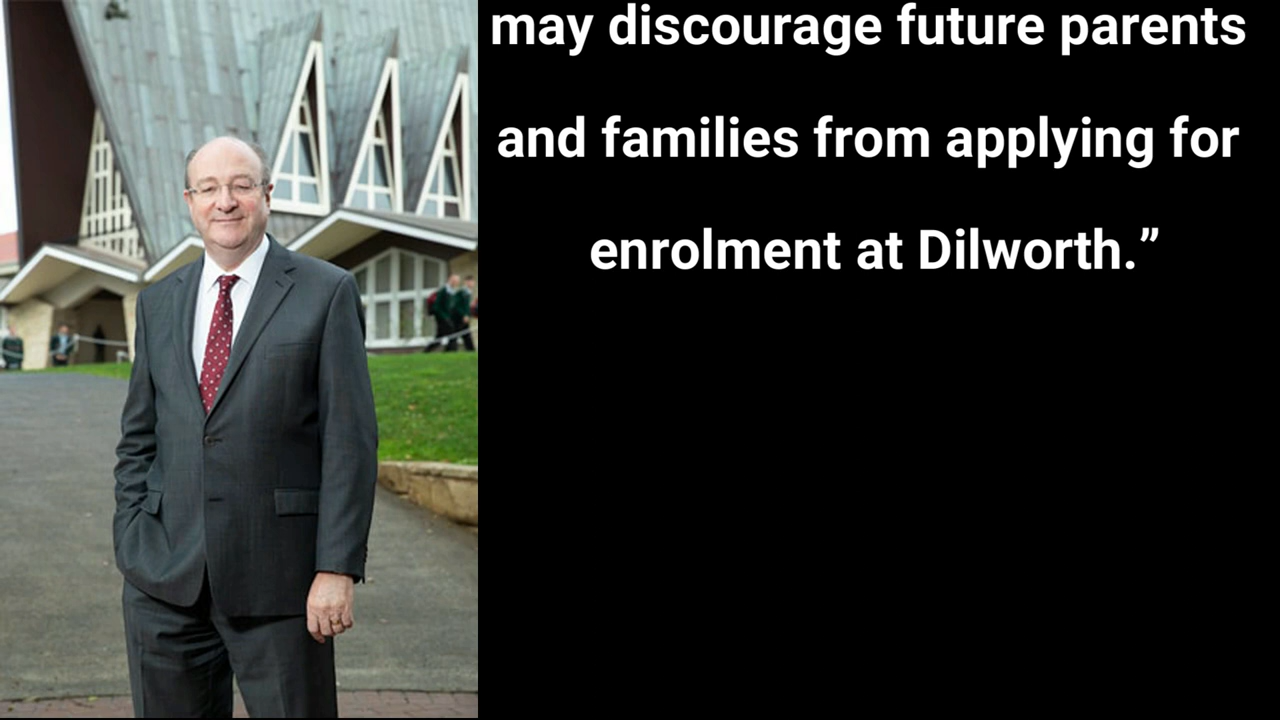 may discourage future parents
and families from applying for
enrolment at Dilworth.”